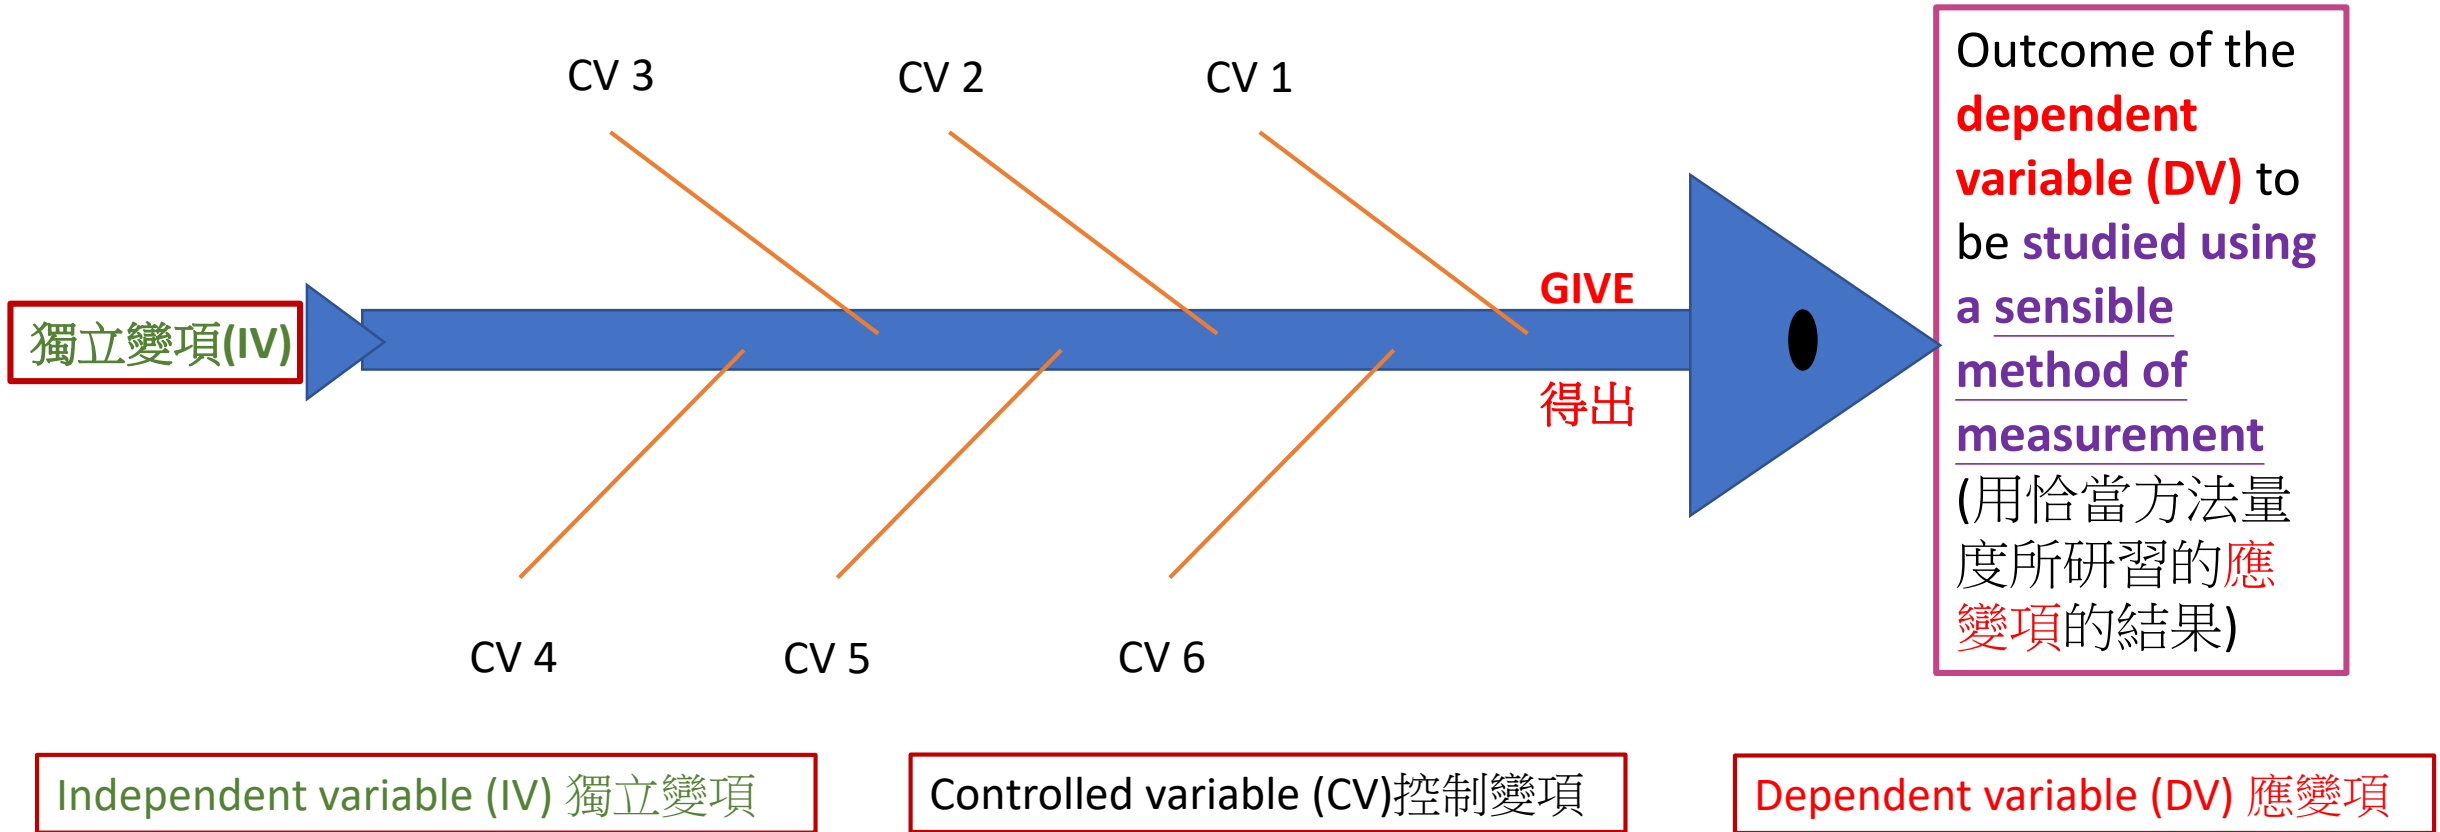 CV 3
CV 2
CV 1
獨立變項(IV)
GIVE
得出
Outcome of the
dependent
variable (DV) to
be studied using
a sensible
method of
measurement
(用恰當方法量
度所研習的應
變項的結果)
CV 4
CV 5
CV 6
Independent variable (IV) 獨立變項
Controlled variable (CV)控制變項
Dependent variable (DV) 應變項